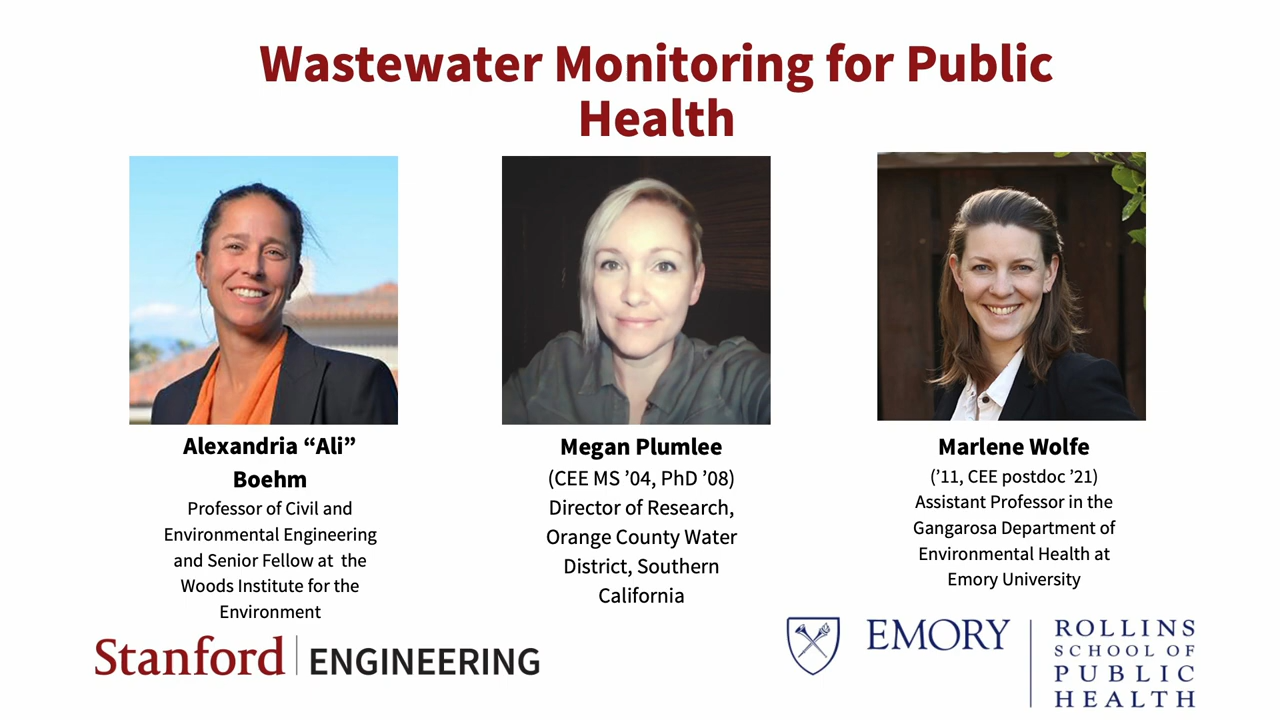 Wastewater Monitoring for Public
Health
Alexandria “Ali”
Boehm
Professor of Civil and
Environmental Engineering
and Senior Fellow at the
Woods Institute for the
Environment
Megan Plumlee
(CEE MS ’04, PhD ’08)
Director of Research,
Orange County Water
District, Southern
California
Marlene Wolfe
(’11, CEE postdoc ’21)
Assistant Professor in the
Gangarosa Department of
Environmental Health at
Emory University
Stanford ENGINEERING
EMORY
ROLLINS
SCHOOL OF
PUBLIC
HEALTH